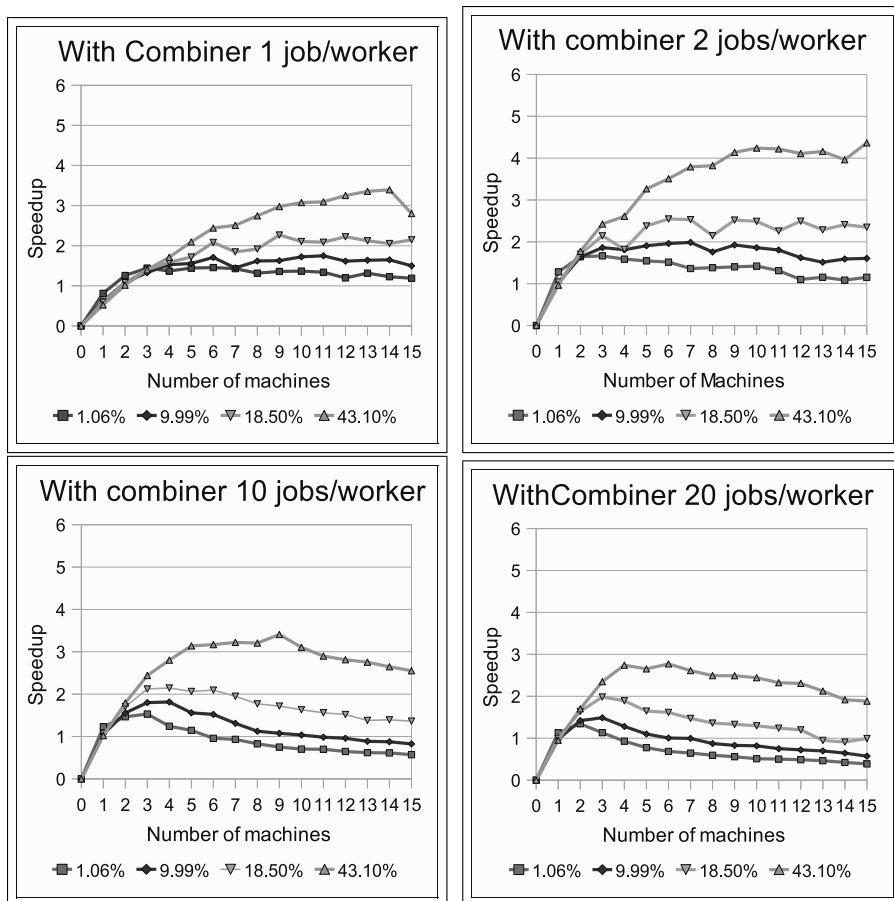 With Combiner 1 job/worker
6
5
4
3
2
1
0
Speedup
0 1 2 3 4 5 6 7 8 9 10 11 12 13 14 15
Number of machines
1.06% 9.99% 18.50% 43.10%
With combiner 2 jobs/worker
6
5
4
3
2
1
0
Speedup
0 1 2 3 4 5 6 7 8 9 10 11 12 13 14 15
Number of Machines
1.06% 9.99% 18.50% 43.10%
With combiner 10 jobs/worker
6
5
4
3
2
1
0
Speedup
0 1 2 3 4 5 6 7 8 9 10 11 12 13 14 15
Number of machines
1.06% 9.99% 18.50% 43.10%
WithCombiner 20 jobs/worker
6
5
4
3
2
1
0
Speedup
0 1 2 3 4 5 6 7 8 9 10 11 12 13 14 15
Number of machines
1.06% 9.99% 18.50% 43.10%